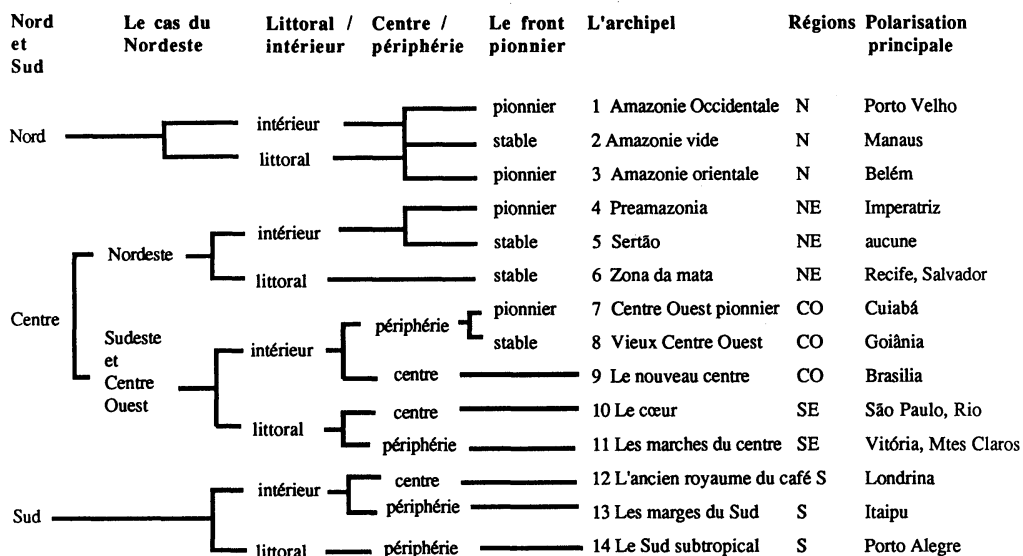 Nord et Sud
Le cas du Nordeste
Littoral / intérieur
Centre / périphérie
Le front pionnier
L'archipel
Régions
Polarisation principale
Nord
intérieur
littoral
pionnier 1 Amazonie Occidentale N Porto Velho
stable 2 Amazonie vide N Manaus
pionnier 3 Amazonie orientale N Belém
Centre
Nordeste
intérieur
littoral
pionnier 4 Preamazonia NE Imperatriz
stable 5 Sertão NE aucune
stable 6 Zona da mata NE Recife, Salvador
Sudeste
et
Centre
Ouest
intérieur
périphérie
pionnier 7 Centre Ouest pionnier CO Cuiabá
stable 8 Vieux Centre Ouest CO Goiânia
centre 9 Le nouveau centre CO Brasilia
littoral
centre 10 Le cœur SE São Paulo, Rio
périphérie 11 Les marches du centre SE Vitória, Mtes Claros
Sud
intérieur
centre 12 L'ancien royaume du café S Londrina
périphérie 13 Les marges du Sud S Itaipu
littoral périphérie 14 Le Sud subtropical S Porto Alegre